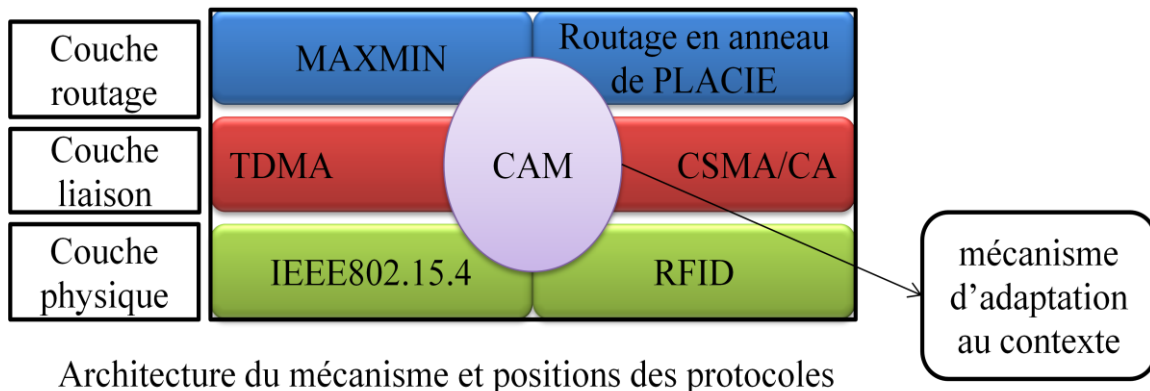 Couche
routage
MAXMIN
Routage en anneau
de PLACIE
Couche
liaison
TDMA
CAM
CSMA/CA
Couche
physique
IEEE802.15.4
RFID
mécanisme
d’adaptation
au contexte
Architecture du mécanisme et positions des protocoles